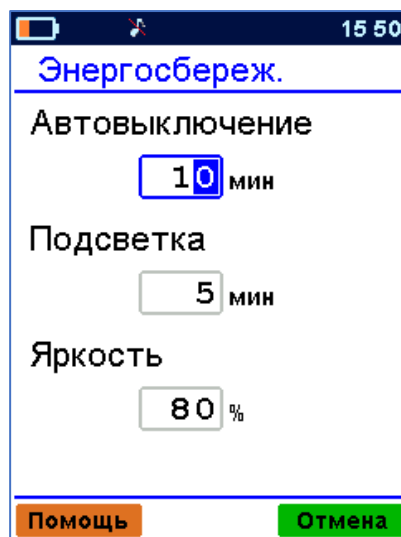 15 50
Энергосбереж.
Автовыключение
10 мин
Подсветка
5 мин
Яркость
80 %
Помощь Отмена